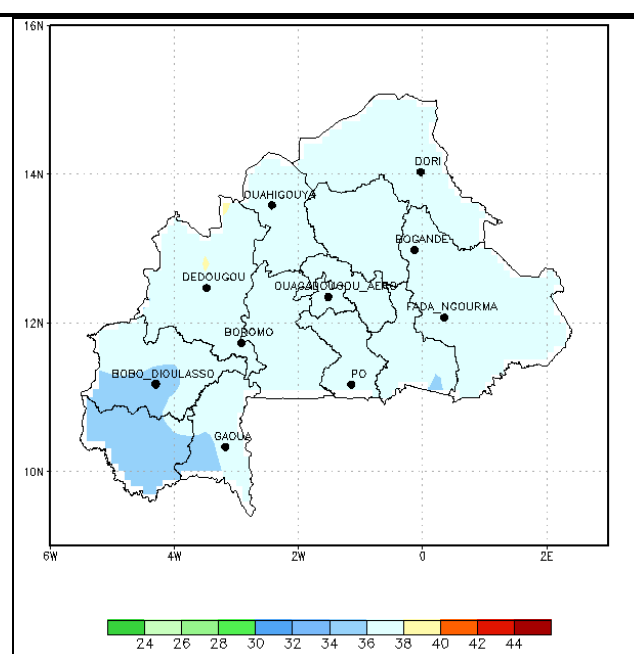 16N
14N
DORI
OUAHIGOUYA
BOGANDE
DEDOUGOU
OUAGADOUGOU_AERO
FADA_NGOURMA
12N
BOROMO
BOBO_DIOULASSO
PO
GAOUA
10N
6W 4W 2W 0 2E
24 26 28 30 32 34 36 38 40 42 44